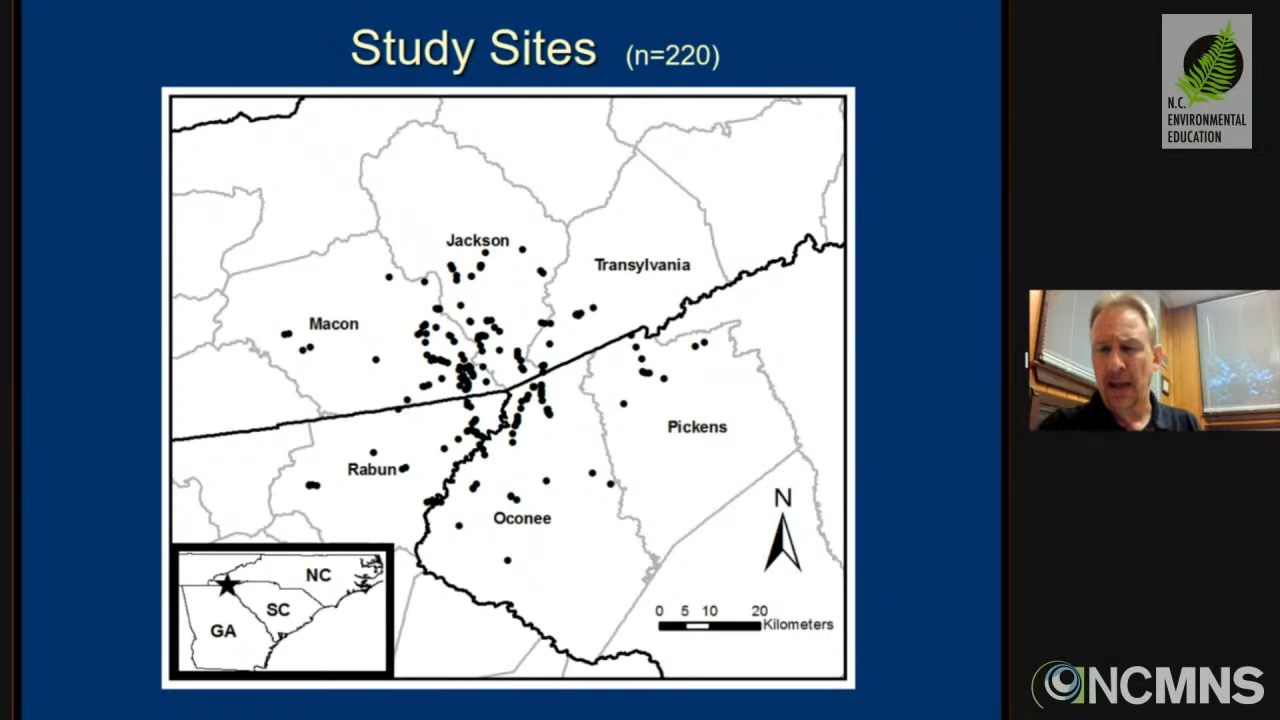 Study Sites (n=220)
Jackson
Transylvania
Macon
Pickens
Rabun
Oconee
N
0 5 10 20
Kilometers
NC
SC
GA
N.C.
ENVIRONMENTAL
EDUCATION
NCMNS